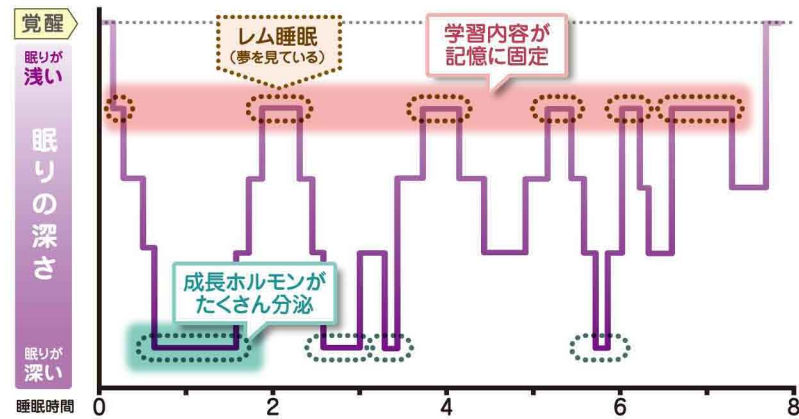 覚醒
眠りが
浅い
眠りの深さ
眠りが
深い
レム睡眠
（夢を見ている）
学習内容が
記憶に固定
成長ホルモンが
たくさん分泌
睡眠時間
0
2
4
6
8